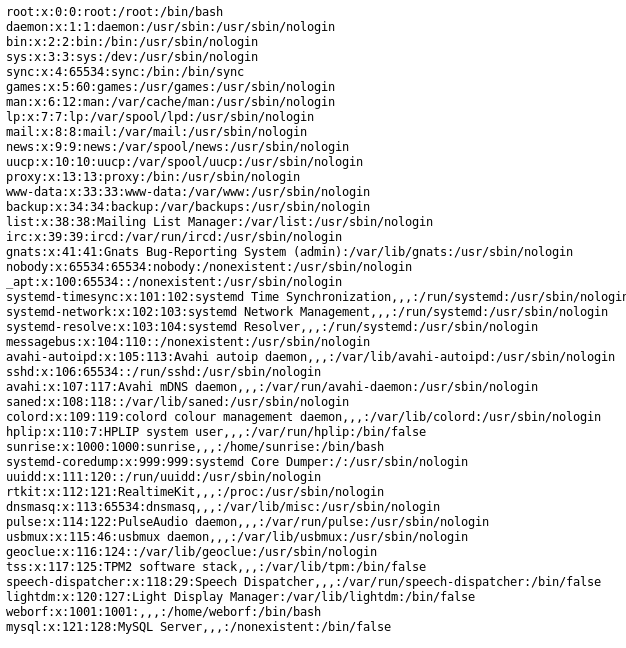 root:x:0:0:root:/root:/bin/bash
daemon:x:1:1:daemon:/usr/sbin:/usr/sbin/nologin
bin:x:2:2:bin:/bin:/usr/sbin/nologin
sys:x:3:3:sys:/dev:/usr/sbin/nologin
sync:x:4:65534:sync:/bin:/bin/sync
games:x:5:60:games:/usr/games:/usr/sbin/nologin
man:x:6:12:man:/var/cache/man:/usr/sbin/nologin
lp:x:7:7:lp:/var/spool/lpd:/usr/sbin/nologin
mail:x:8:8:mail:/var/mail:/usr/sbin/nologin
news:x:9:9:news:/var/spool/news:/usr/sbin/nologin
uucp:x:10:10:uucp:/var/spool/uucp:/usr/sbin/nologin
proxy:x:13:13:proxy:/bin:/usr/sbin/nologin
www-data:x:33:33:www-data:/var/www:/usr/sbin/nologin
backup:x:34:34:backup:/var/backups:/usr/sbin/nologin
list:x:38:38:Mailing List Manager:/var/list:/usr/sbin/nologin
irc:x:39:39:ircd:/var/run/ircd:/usr/sbin/nologin
gnats:x:41:41:Gnats Bug-Reporting System (admin):/var/lib/gnats:/usr/sbin/nologin
nobody:x:65534:65534:nobody:/nonexistent:/usr/sbin/nologin
_apt:x:100:65534::/nonexistent:/usr/sbin/nologin
systemd-timesync:x:101:102:systemd Time Synchronization,,,:/run/systemd:/usr/sbin/nologin
systemd-network:x:102:103:systemd Network Management,,,:/run/systemd:/usr/sbin/nologin
systemd-resolve:x:103:104:systemd Resolver,,,:/run/systemd:/usr/sbin/nologin
messagebus:x:104:110::/nonexistent:/usr/sbin/nologin
avahi-autoipd:x:105:113:Avahi autoip daemon,,,:/var/lib/avahi-autoipd:/usr/sbin/nologin
sshd:x:106:65534::/run/sshd:/usr/sbin/nologin
avahi:x:107:117:Avahi mDNS daemon,,,:/var/run/avahi-daemon:/usr/sbin/nologin
saned:x:108:118::/var/lib/saned:/usr/sbin/nologin
colord:x:109:119:colord colour management daemon,,,:/var/lib/colord:/usr/sbin/nologin
hplip:x:110:7:HPLIP system user,,,:/var/run/hplip:/bin/false
sunrise:x:1000:1000:sunrise,,,:/home/sunrise:/bin/bash
systemd-coredump:x:999:999:systemd Core Dumper:/:/usr/sbin/nologin
uuidd:x:111:120::/run/uuidd:/usr/sbin/nologin
rtkit:x:112:121:RealtimeKit,,,:/proc:/usr/sbin/nologin
dnsmasq:x:113:65534:dnsmasq,,,:/var/lib/misc:/usr/sbin/nologin
pulse:x:114:122:PulseAudio daemon,,,:/var/run/pulse:/usr/sbin/nologin
usbmux:x:115:46:usbmux daemon,,,:/var/lib/usbmux:/usr/sbin/nologin
geoclue:x:116:124::/var/lib/geoclue:/usr/sbin/nologin
tss:x:117:125:TPM2 software stack,,,:/var/lib/tpm:/bin/false
speech-dispatcher:x:118:29:Speech Dispatcher,,,:/var/run/speech-dispatcher:/bin/false
lightdm:x:120:127:Light Display Manager:/var/lib/lightdm:/bin/false
weborf:x:1001:1001:,,,:/home/weborf:/bin/bash
mysql:x:121:128:MySQL Server,,,:/nonexistent:/bin/false